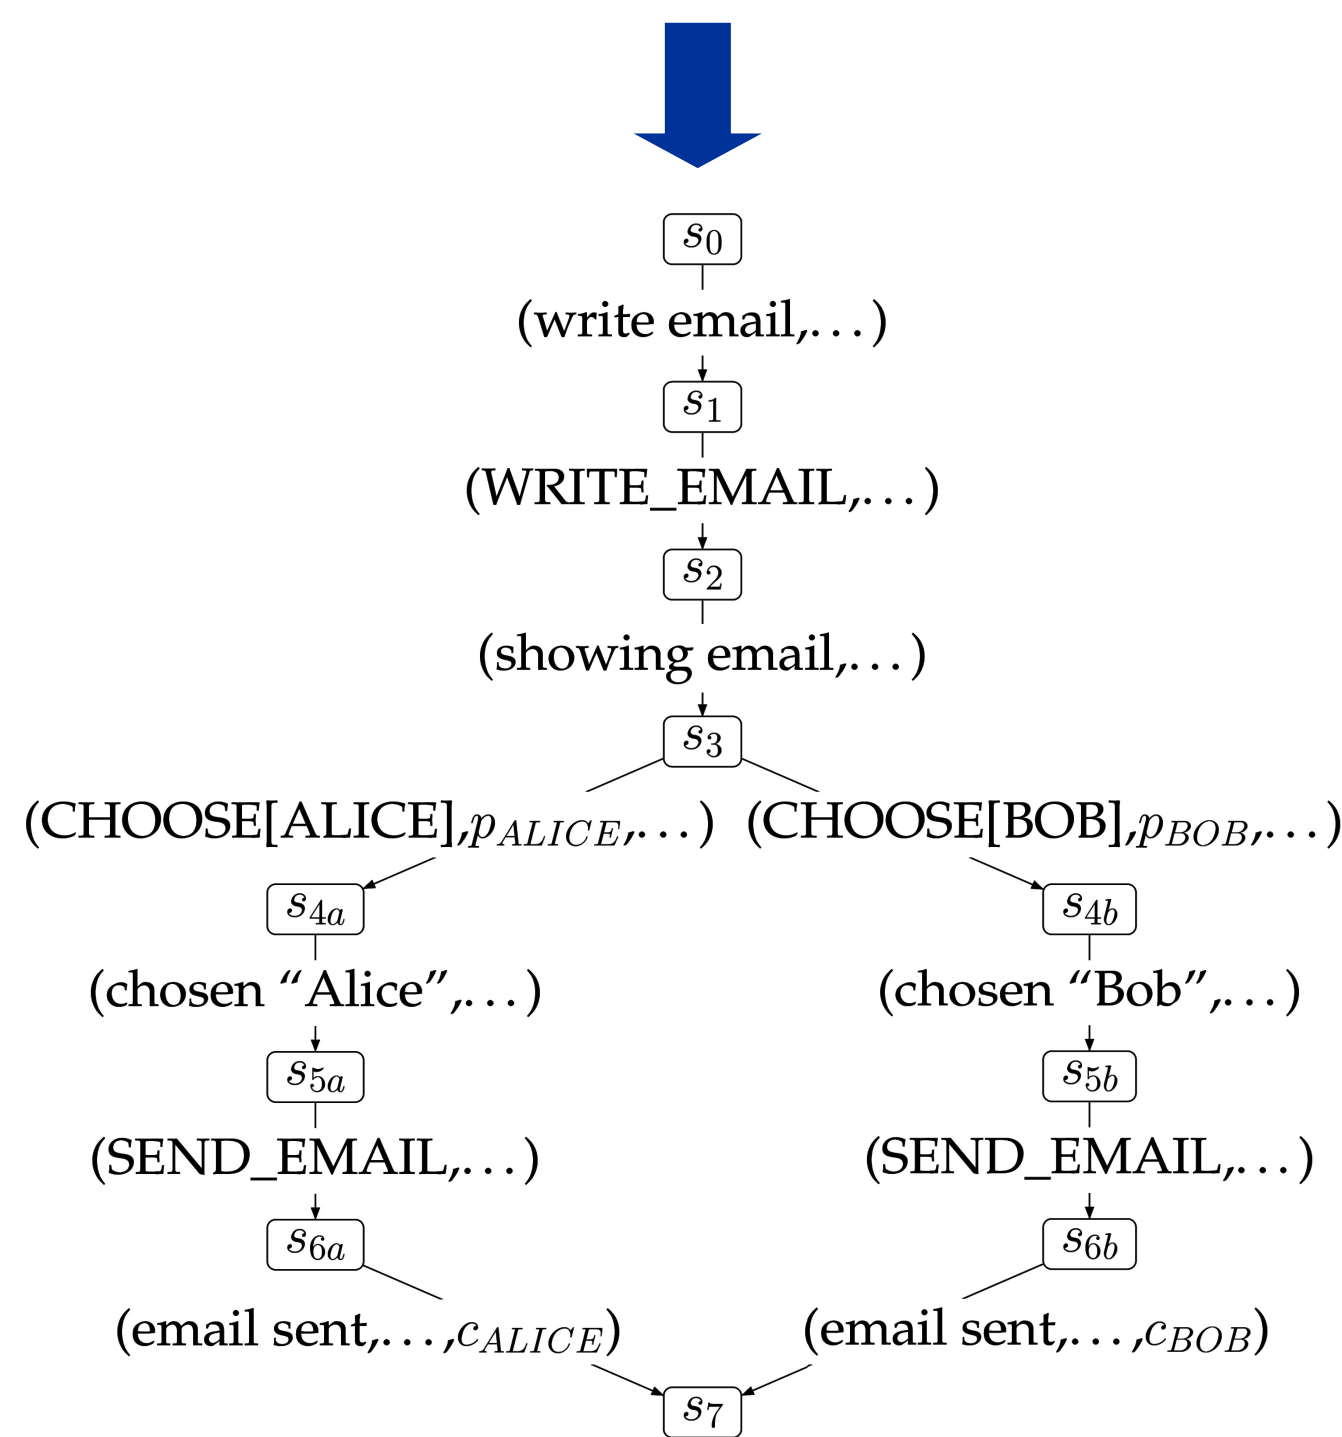 s0
(write email,...)
s1
(WRITE_EMAIL,...)
s2
(showing email,...)
s3
(CHOOSE[ALICE],pALICE,...) (CHOOSE[BOB],pBOB,...)
s4a s4b
(chosen “Alice”,...) (chosen “Bob”,...)
s5a s5b
(SEND_EMAIL,...) (SEND_EMAIL,...)
s6a s6b
(email sent,...,cALICE) (email sent,...,cBOB)
s7